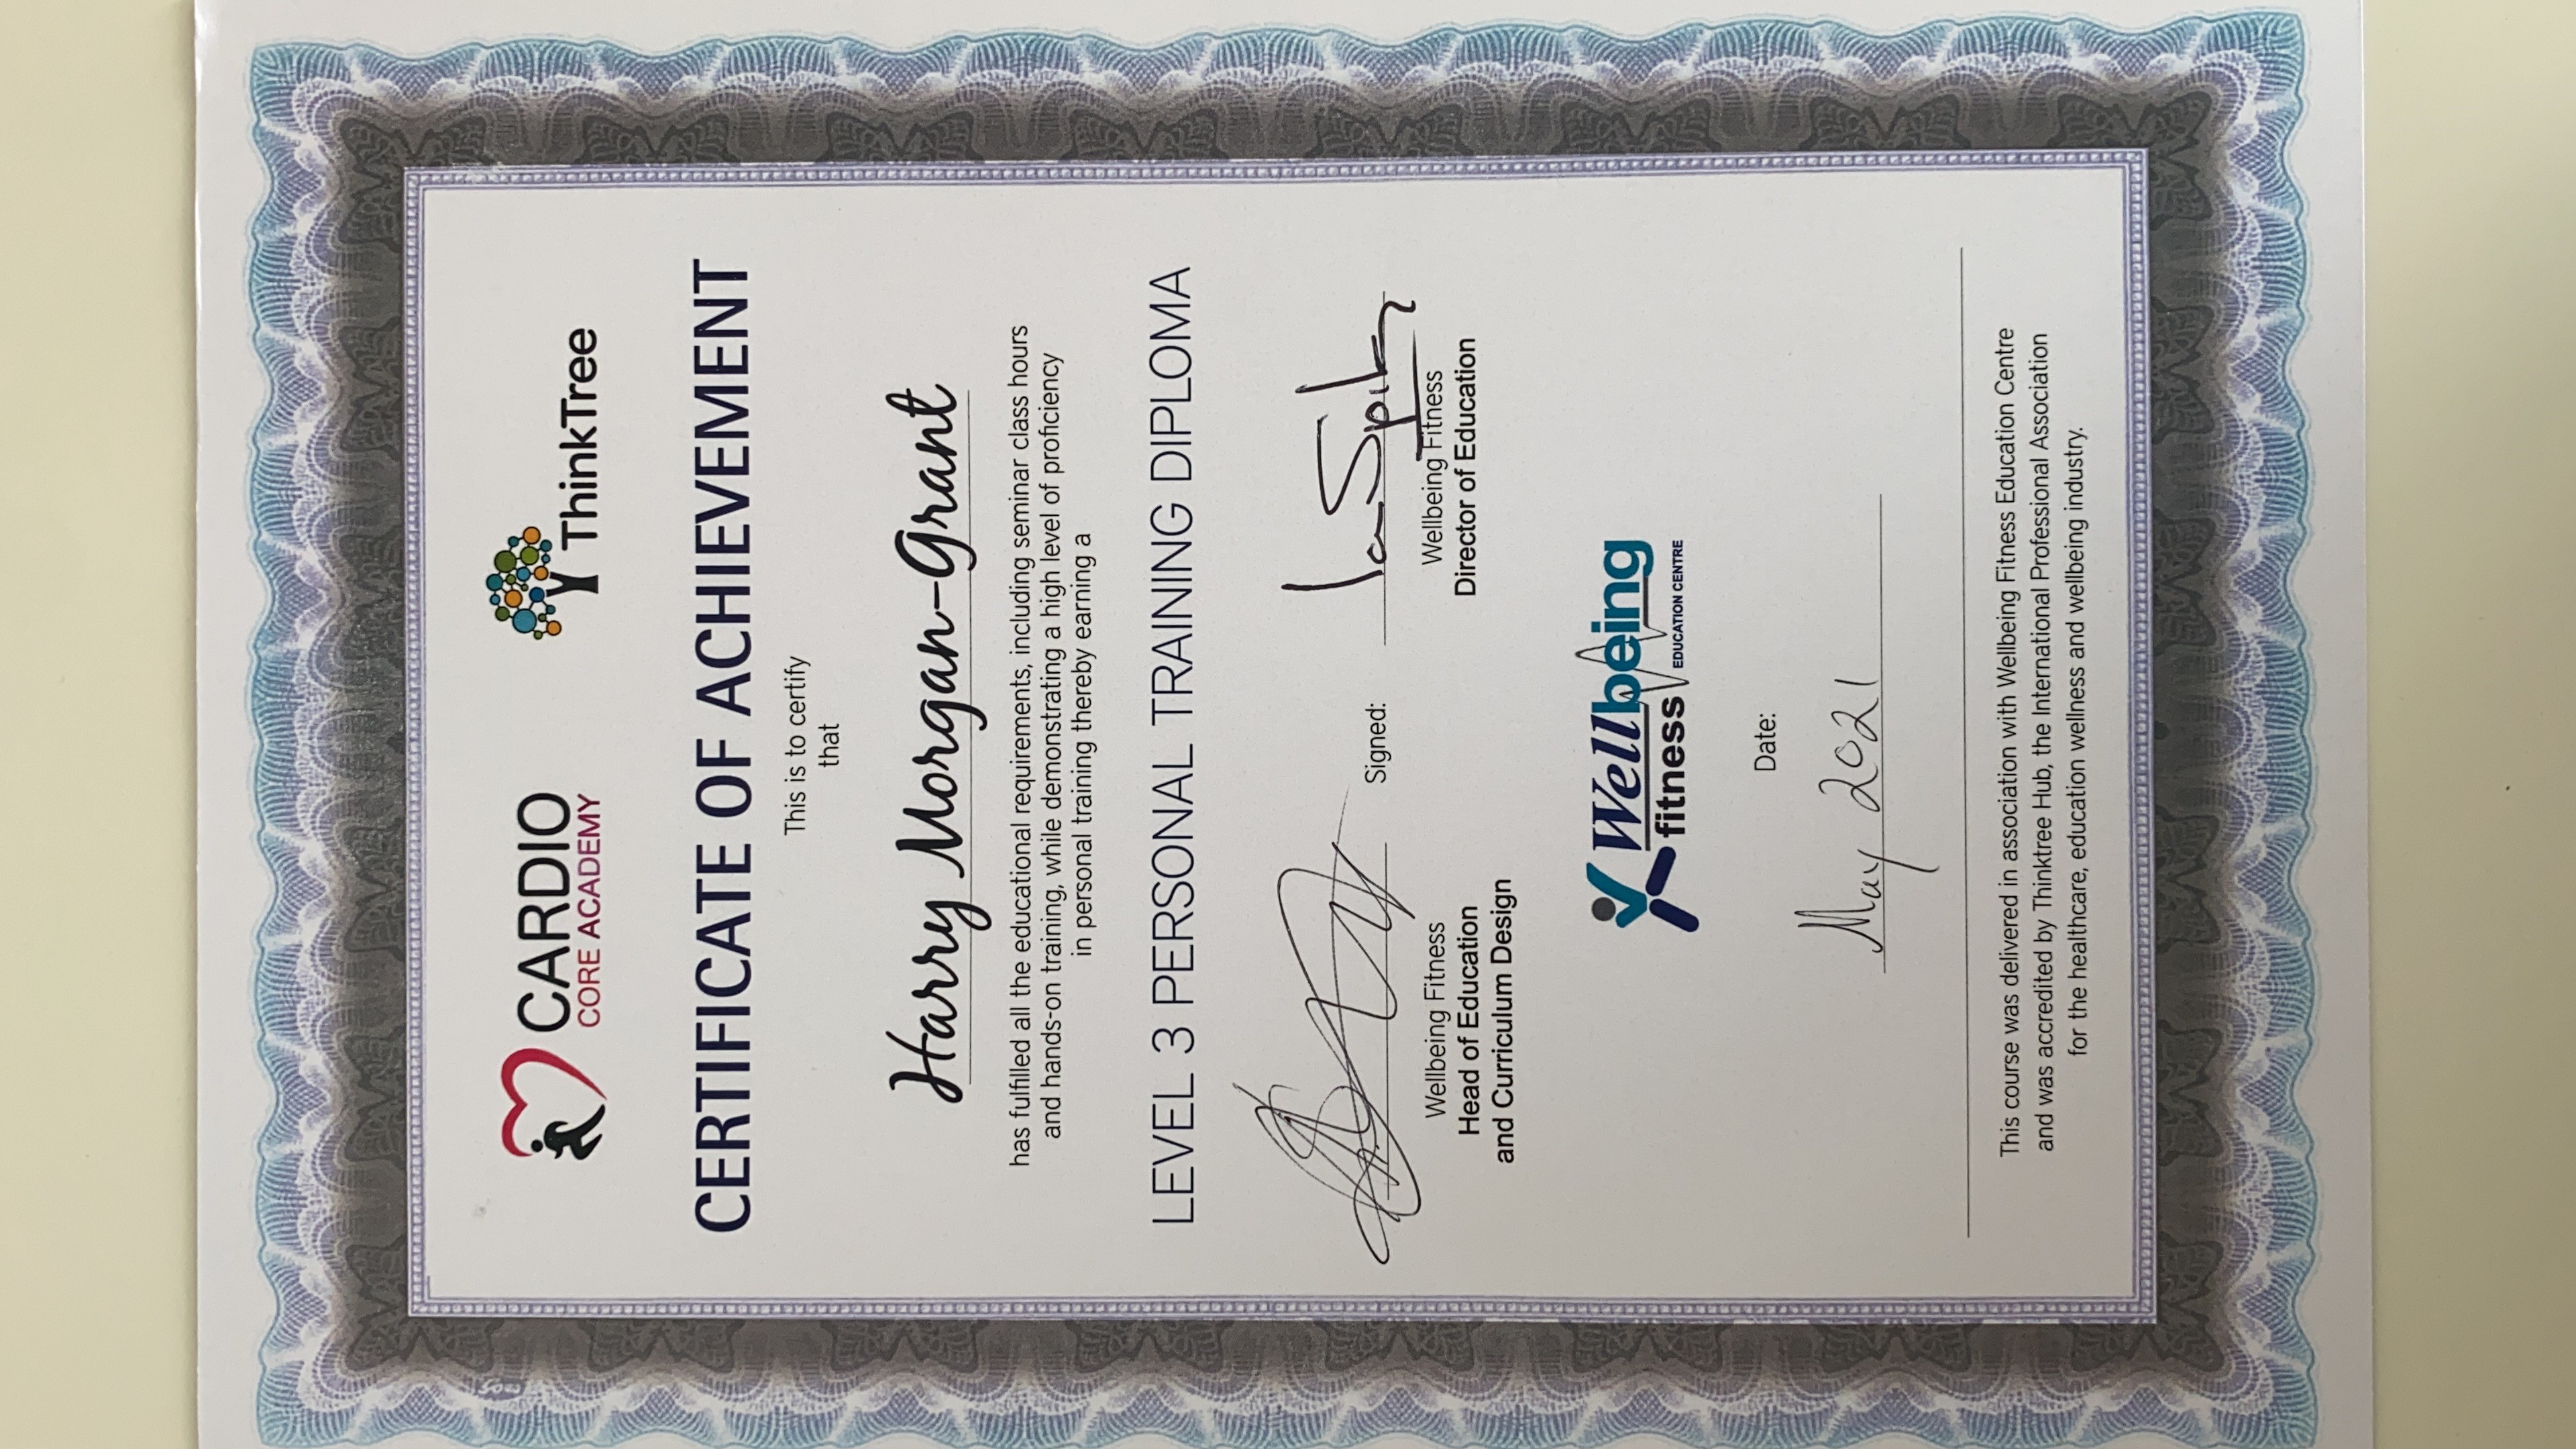 CARDIO
CORE ACADEMY
ThinkTree
CERTIFICATE OF ACHIEVEMENT
This is to certify
that
Harry Morgan-Grant
has fulfilled all the educational requirements, including seminar class hours
and hands-on training, while demonstrating a high level of proficiency
in personal training thereby earning a
LEVEL 3 PERSONAL TRAINING DIPLOMA
Signed:
Wellbeing Fitness
Head of Education
and Curriculum Design
Wellbeing Fitness
Director of Education
Wellbeing
fitness EDUCATION CENTRE
Date:
May 2021
This course was delivered in association with Wellbeing Fitness Education Centre
and was accredited by Thinktree Hub, the International Professional Association
for the healthcare, education wellness and wellbeing industry.